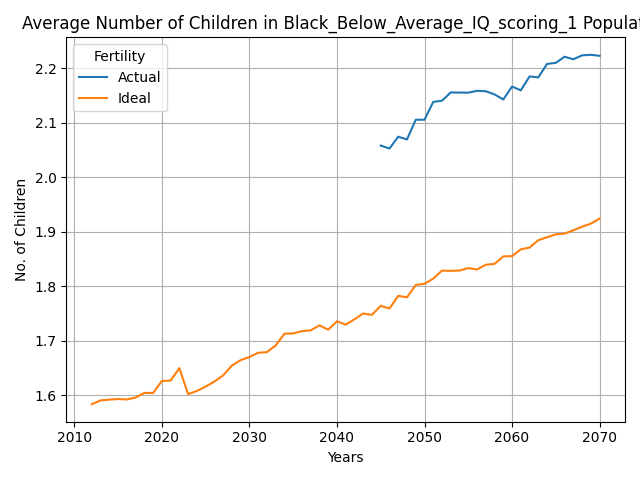 Average Number of Children in Black_Below_Average_IQ_scoring_1 Populat
Fertility
Actual
Ideal
2.2
2.1
2.0
1.9
1.8
1.7
1.6
No. of Children
2010 2020 2030 2040 2050 2060 2070
Years